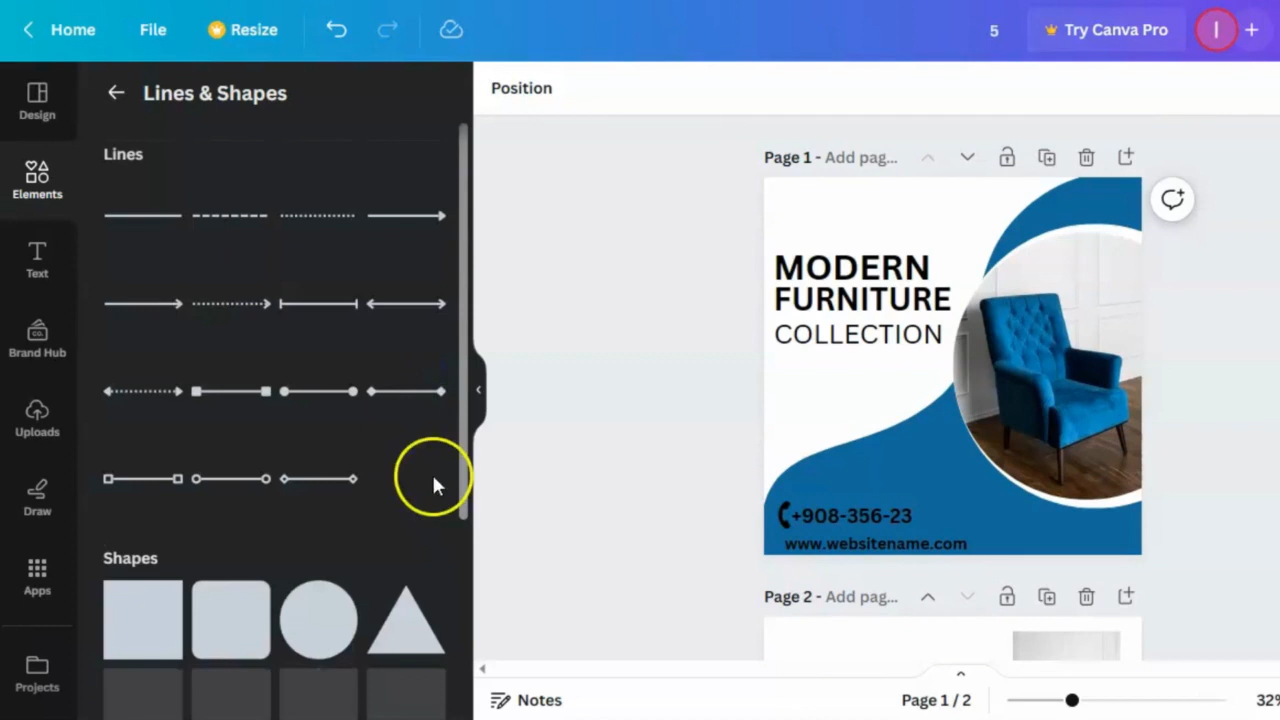 Home
File
Resize
5
Try Canva Pro
I
Design
Elements
Text
Brand Hub
CO.
Uploads
Draw
Apps
Projects
Lines & Shapes
Lines
Shapes
Position
Page 1 - Add pag...
MODERN
FURNITURE
COLLECTION
+908-356-23
www.websitename.com
Page 2 - Add pag...
Notes
Page 1 / 2
32%